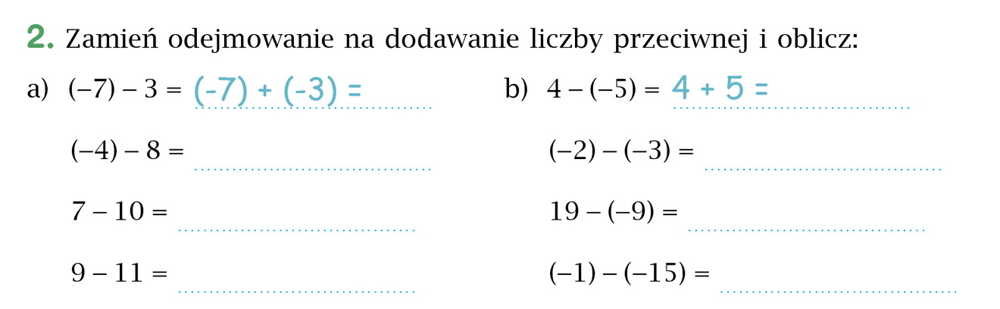 2. Zamień odejmowanie na dodawanie liczby przeciwnej i oblicz:
a) (–7) – 3 = (-7) + (-3) =
b) 4 – (–5) = 4 + 5 =
(–4) – 8 =
(–2) – (–3) =
7 – 10 =
19 – (–9) =
9 – 11 =
(–1) – (–15) =